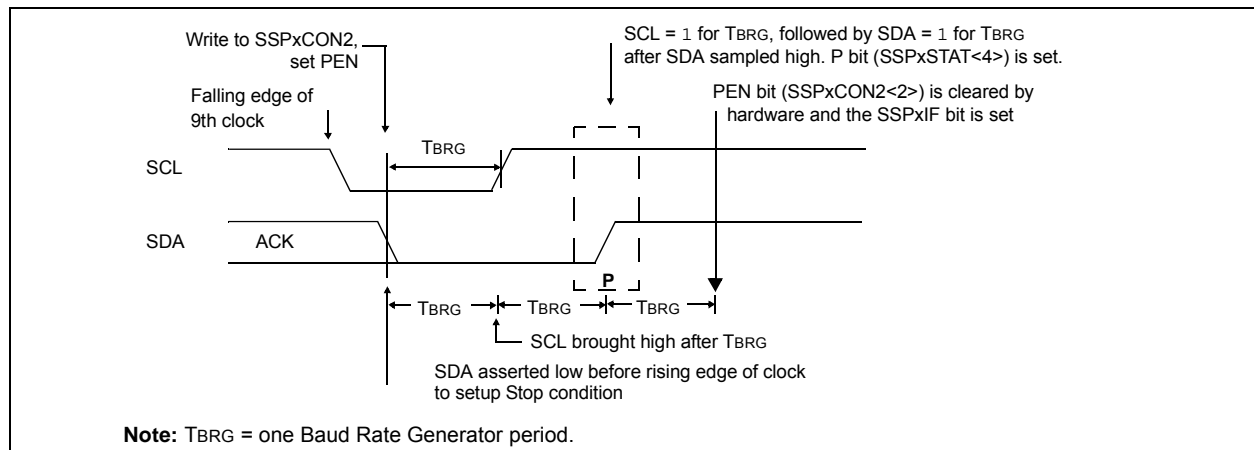 Write to SSPxCON2,
set PEN
SCL = 1 for TBRG, followed by SDA = 1 for TBRG
after SDA sampled high. P bit (SSPxSTAT<4>) is set.
Falling edge of
9th clock
PEN bit (SSPxCON2<2>) is cleared by
hardware and the SSPxIF bit is set
TBRG
SCL
SDA
ACK
P
TBRG
TBRG
TBRG
SCL brought high after TBRG
SDA asserted low before rising edge of clock
to setup Stop condition
Note: TBRG = one Baud Rate Generator period.